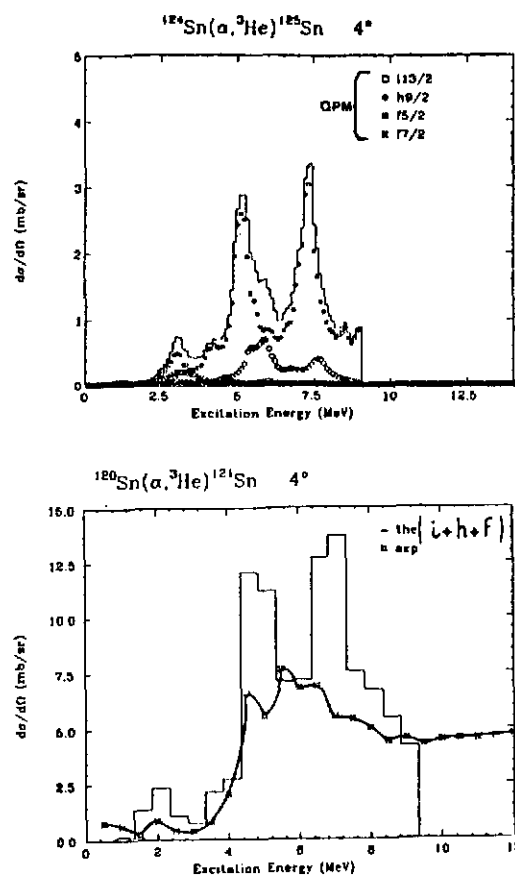 ¹²⁴Sn(α,³He)¹²⁵Sn 4°
5
4
3
2
1
0
dσ/dΩ (mb/sr)
QPM
i13/2
h9/2
f5/2
f7/2
0 2.5 5 7.5 10 12.5
Excitation Energy (MeV)
¹²⁰Sn(α,³He)¹²¹Sn 4°
15.0
12.5
10.0
7.5
5.0
2.5
0.0
dσ/dΩ (mb/sr)
– the (i+h+f)
exp
0 2 4 6 8 10 12
Excitation Energy (MeV)